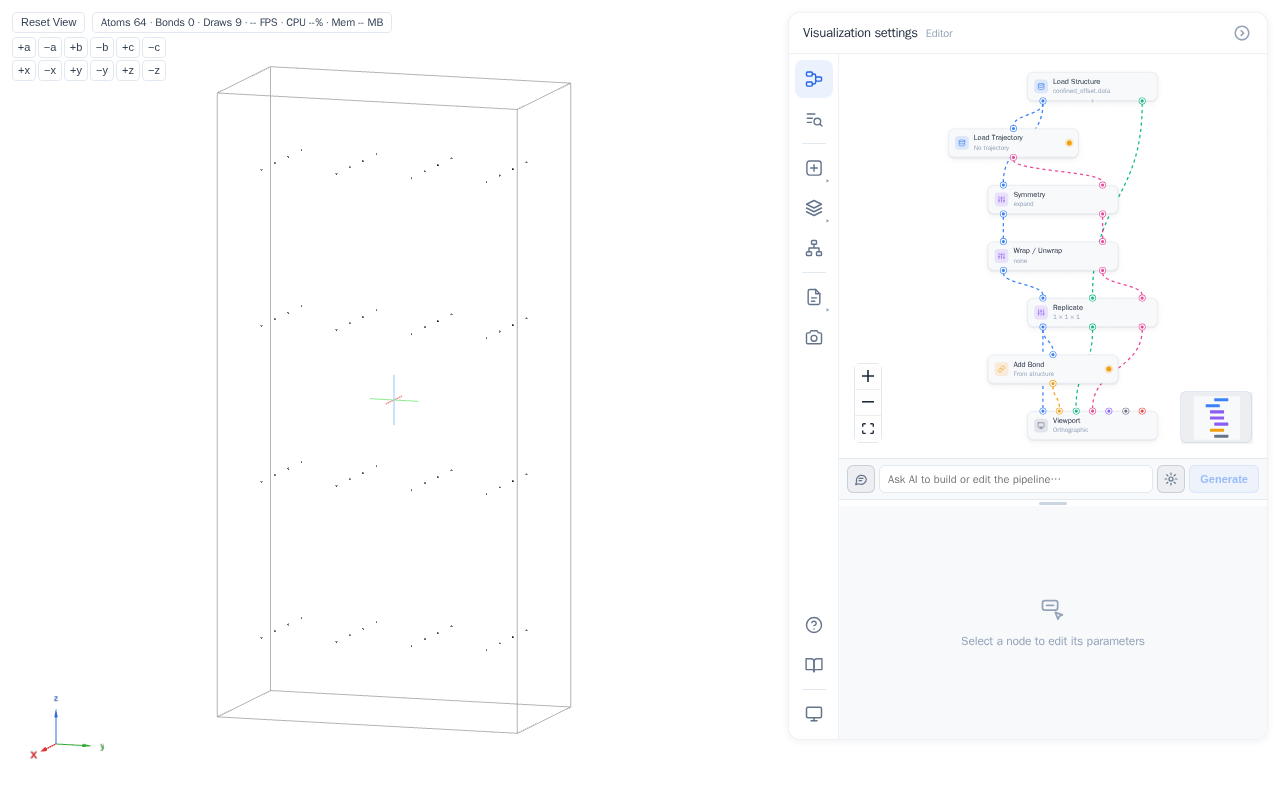 Reset View
Atoms 64 · Bonds 0 · Draws 9 · -- FPS · CPU --% · Mem -- MB
+a −a +b −b +c −c
+x −x +y −y +z −z
z
x
y
Visualization settings Editor
Load Structure
confined_offset.data
Load Trajectory
No trajectory
Symmetry
expand
Wrap / Unwrap
none
Replicate
1 × 1 × 1
Add Bond
From structure
Viewport
Orthographic
Ask AI to build or edit the pipeline···
Generate
Select a node to edit its parameters